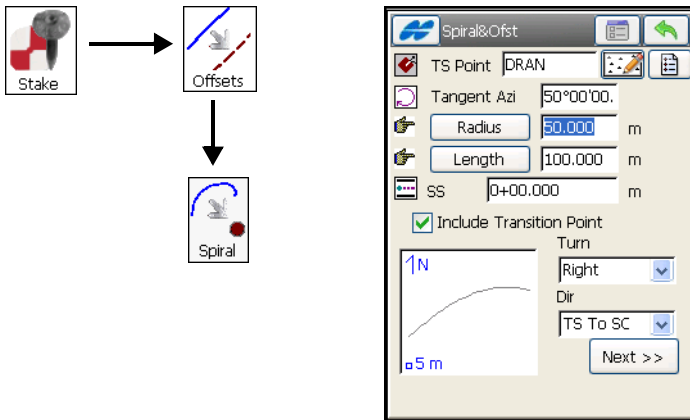 Stake
Offsets
Spiral
Spiral&Ofst
TS Point DRAN
Tangent Azi 50°00'00.
Radius 50.000 m
Length 100.000 m
SS 0+00.000 m
Include Transition Point
Turn
Right
Dir
TS To SC
Next >>
N
5 m